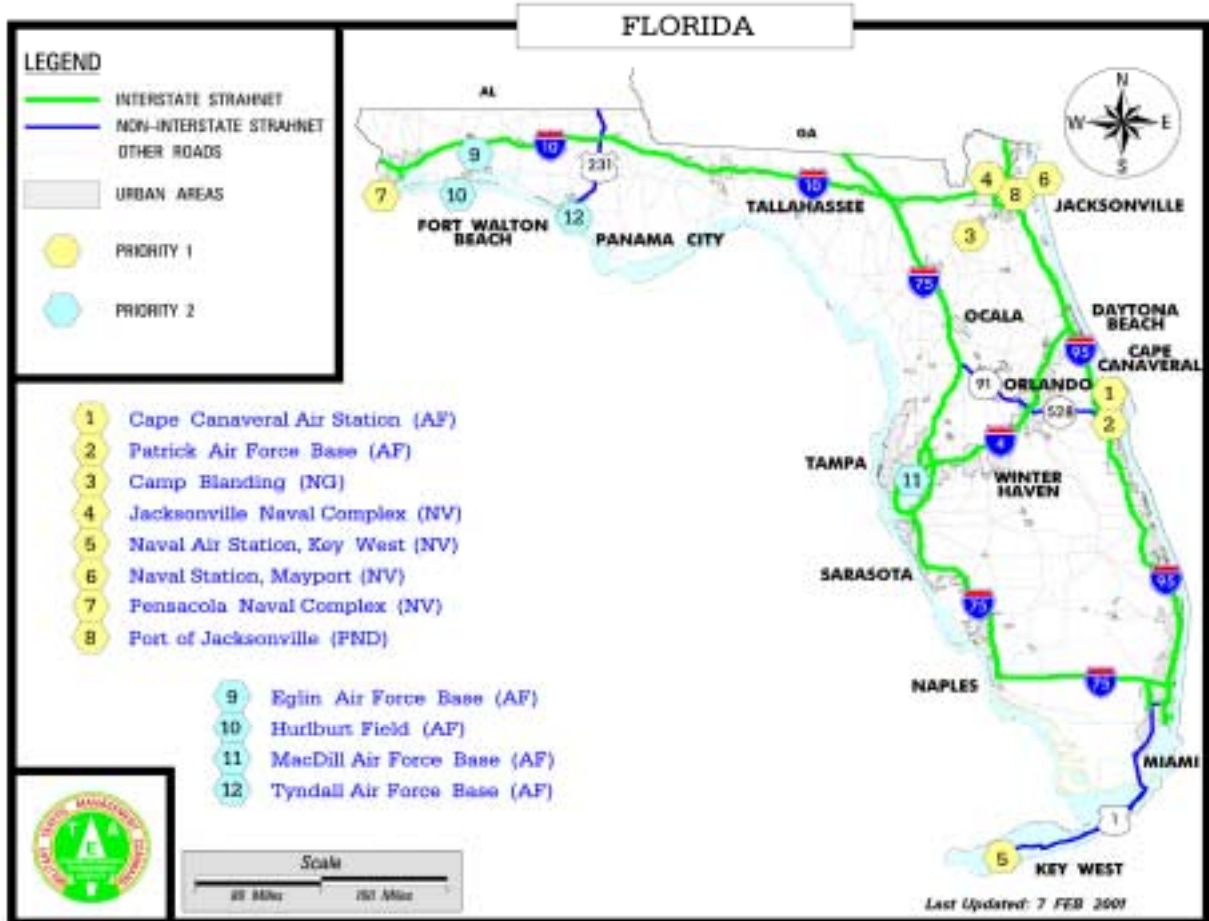 FLORIDA
LEGEND
INTERSTATE STRAHNET
NON-INTERSTATE STRAHNET
OTHER ROADS
URBAN AREAS
PRIORITY 1
PRIORITY 2
AL
GA
N
W E
S
10
231
10
9
7
10
12
4
8
6
3
FORT WALTON
BEACH
PANAMA CITY
TALLAHASSEE
JACKSONVILLE
75
OCALA
DAYTONA
BEACH
95
CAPE
CANAVERAL
91
ORLANDO
528
1
2
4
TAMPA
11
WINTER
HAVEN
SARASOTA
75
95
NAPLES
75
MIAMI
1
5
KEY WEST
1 Cape Canaveral Air Station (AF)
2 Patrick Air Force Base (AF)
3 Camp Blanding (NG)
4 Jacksonville Naval Complex (NV)
5 Naval Air Station, Key West (NV)
6 Naval Station, Mayport (NV)
7 Pensacola Naval Complex (NV)
8 Port of Jacksonville (PND)
9 Eglin Air Force Base (AF)
10 Hurlburt Field (AF)
11 MacDill Air Force Base (AF)
12 Tyndall Air Force Base (AF)
MILITARY TRAFFIC MANAGEMENT COMMAND
T E A
Scale
Miles
Miles
Last Updated: 7 FEB 2001